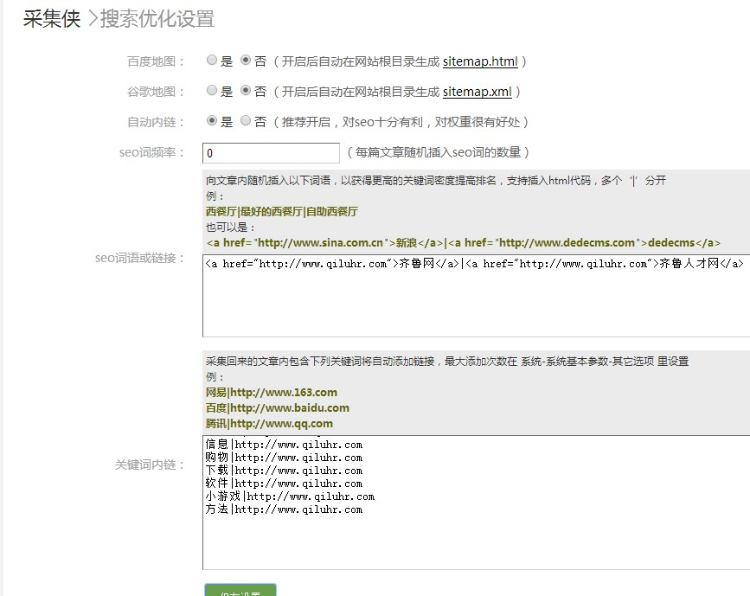 采集侠 >搜索优化设置
百度地图： 是 否 （开启后自动在网站根目录生成 sitemap.html ）
谷歌地图： 是 否 （开启后自动在网站根目录生成 sitemap.xml ）
自动内链： 是 否 （推荐开启，对seo十分有利，对权重很有好处）
seo词频率： 0 （每篇文章随机插入seo词的数量）
向文章内随机插入以下词语，以获得更高的关键词密度提高排名，支持插入html代码，多个 '|' 分开
例：
西餐厅|最好的西餐厅|自助西餐厅
也可以是：
<a href="http://www.sina.com.cn">新浪</a>|<a href="http://www.dedecms.com">dedecms</a>
seo词语或链接：
<a href="http://www.qiluhr.com">齐鲁网</a>|<a href="http://www.qiluhr.com">齐鲁人才网</a>
采集回来的文章内包含下列关键词将自动添加链接，最大添加次数在 系统-系统基本参数-其它选项 里设置
例：
网易|http://www.163.com
百度|http://www.baidu.com
腾讯|http://www.qq.com
关键词内链：
信息|http://www.qiluhr.com
购物|http://www.qiluhr.com
下载|http://www.qiluhr.com
软件|http://www.qiluhr.com
小游戏|http://www.qiluhr.com
方法|http://www.qiluhr.com